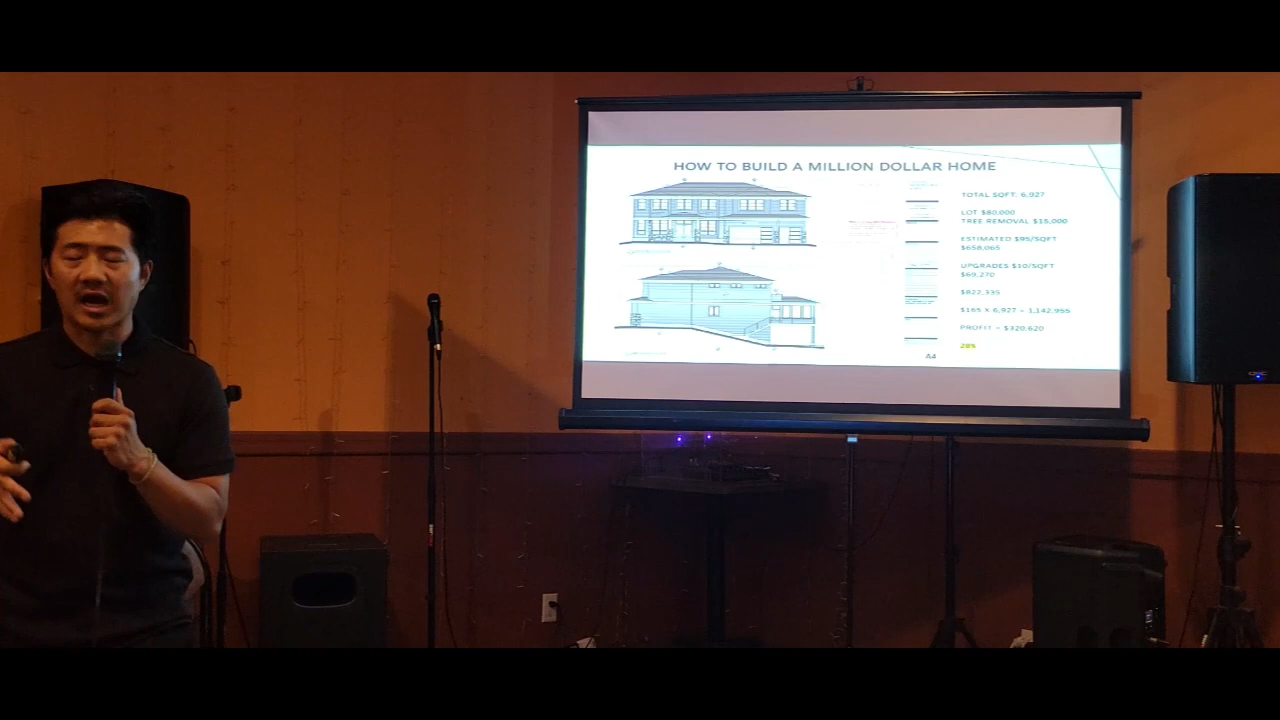 HOW TO BUILD A MILLION DOLLAR HOME
TOTAL SQFT: 6,927
LOT $80,000
TREE REMOVAL $15,000
ESTIMATED $95/SQFT
$658,065
UPGRADES $10/SQFT
$69,270
$822,335
$165 X 6,927 = 1,142,955
PROFIT = $320,620
28%
A4